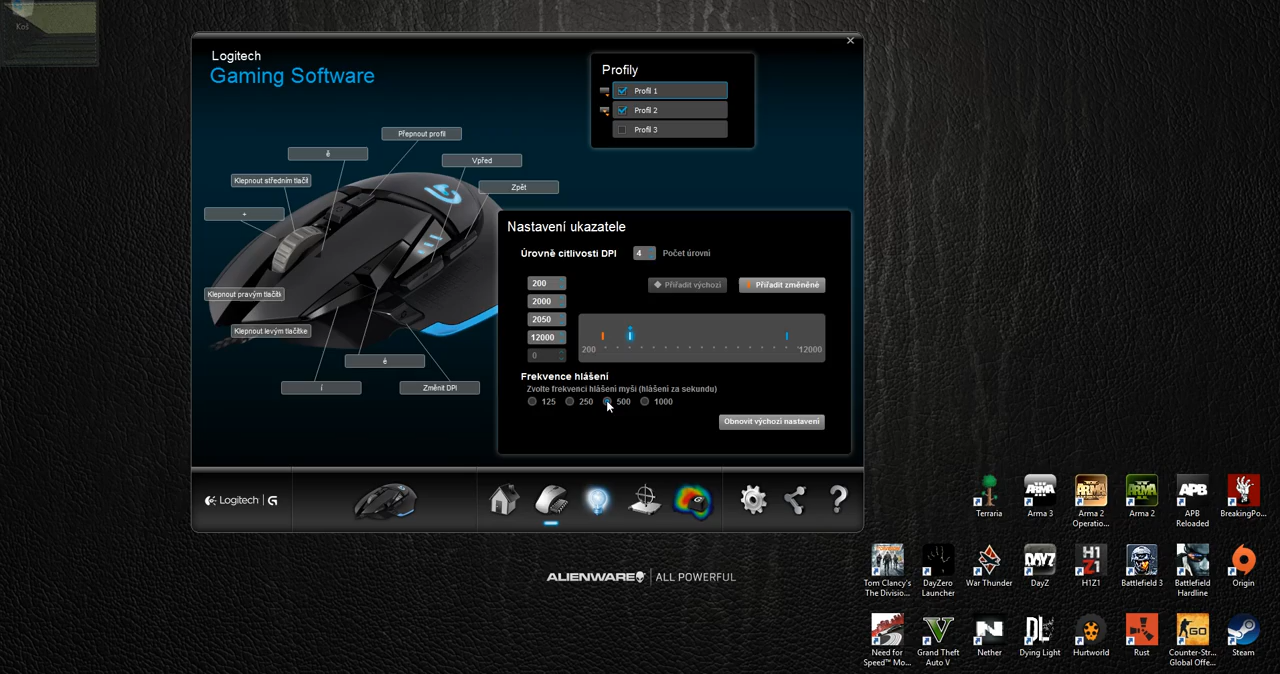 Koš
Logitech
Gaming Software
Profily
Profil 1
Profil 2
Profil 3
Přepnout profil
ě
Vpřed
Klepnout středním tlačít
Zpět
+
Klepnout pravým tlačítk
Klepnout levým tlačítke
é
í
Změnit DPI
Nastavení ukazatele
Úrovně citlivosti DPI
4
Počet úrovní
200
2000
2050
12000
0
Přiřadit výchozí
Přiřadit změněné
200
12000
Frekvence hlášení
Zvolte frekvenci hlášení myši (hlášení za sekundu)
125
250
500
1000
Obnovit výchozí nastavení
Logitech G
ALIENWARE ALL POWERFUL
Terraria
Arma 3
Arma 2
Operatio...
Arma 2
APB
Reloaded
BreakingPo...
Tom Clancy's
The Divisio...
DayZero
Launcher
War Thunder
DayZ
H1Z1
Battlefield 3
Battlefield
Hardline
Origin
Need for
Speed™ Mo...
Grand Theft
Auto V
Nether
Dying Light
Hurtworld
Rust
Counter-Str...
Global Offe...
Steam